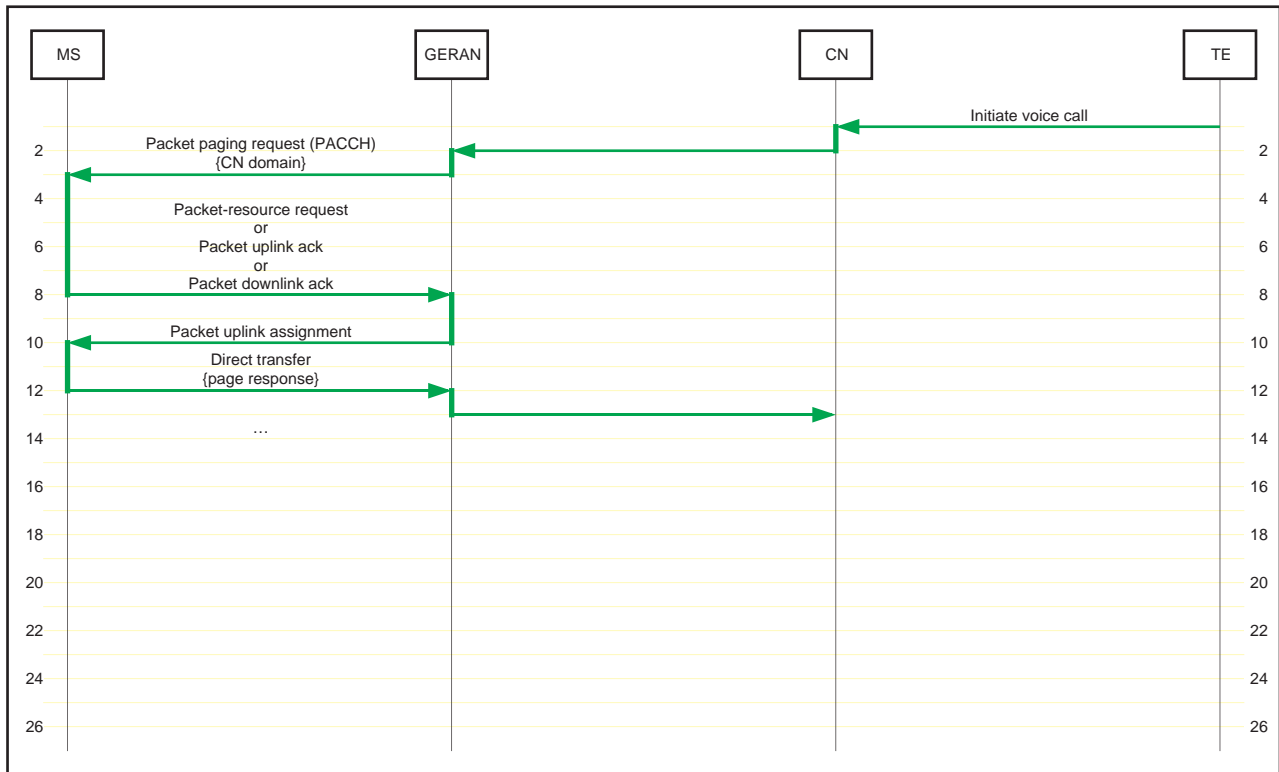 MS
GERAN
CN
TE
Initiate voice call
Packet paging request (PACCH)
{CN domain}
2
2
4
4
Packet-resource request
or
Packet uplink ack
or
Packet downlink ack
6
6
8
8
Packet uplink assignment
10
10
Direct transfer
{page response}
12
12
…
14
14
16
16
18
18
20
20
22
22
24
24
26
26